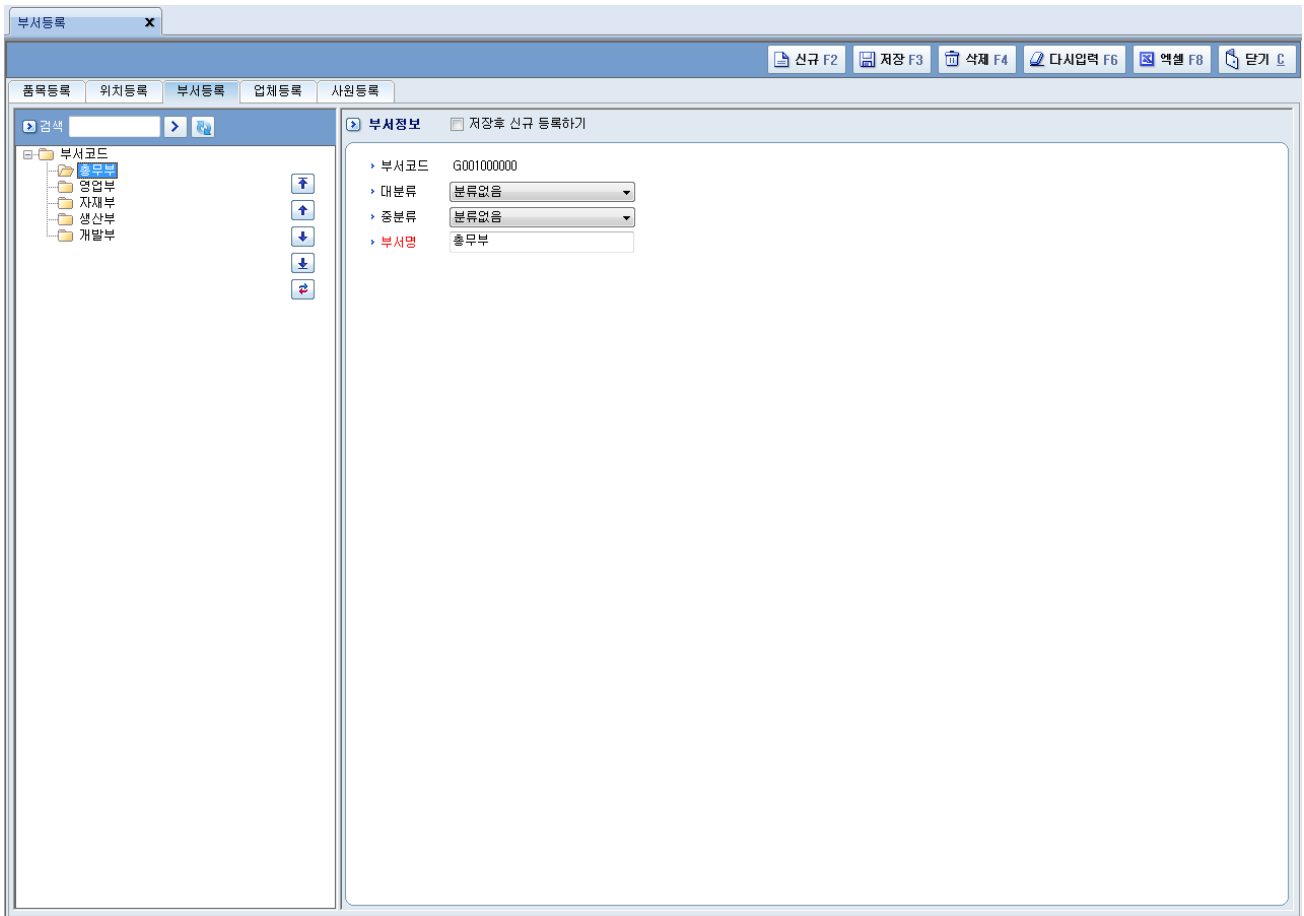 부서등록 x
신규 F2 저장 F3 삭제 F4 다시입력 F6 엑셀 F8 닫기 C
품목등록 위치등록 부서등록 업체등록 사원등록
검색
부서코드
총무부
영업부
자재부
생산부
개발부
부서정보 저장후 신규 등록하기
부서코드 G001000000
대분류 분류없음
중분류 분류없음
부서명 총무부